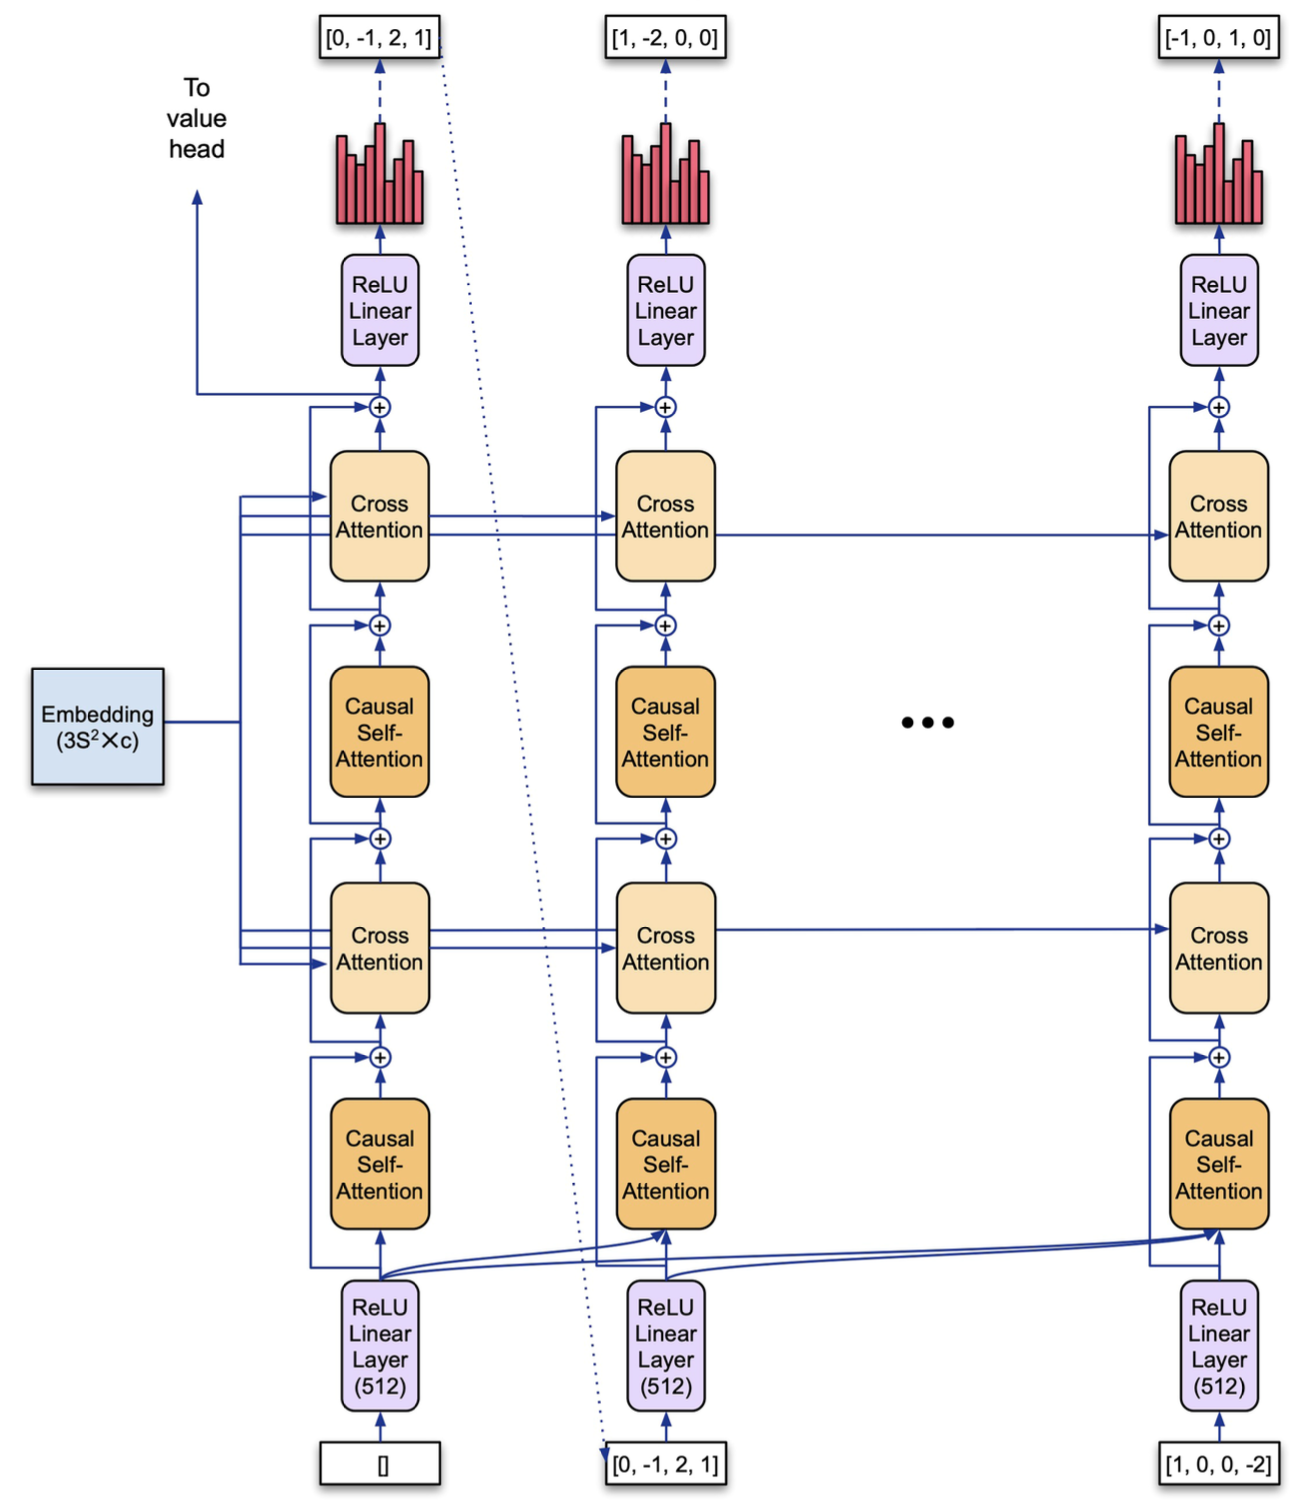 [0, -1, 2, 1]
[1, -2, 0, 0]
[-1, 0, 1, 0]
To
value
head
ReLU
Linear
Layer
ReLU
Linear
Layer
ReLU
Linear
Layer
+
+
+
Cross
Attention
Cross
Attention
Cross
Attention
+
+
+
Embedding
(3S²✕c)
Causal
Self-
Attention
Causal
Self-
Attention
•••
Causal
Self-
Attention
+
+
+
Cross
Attention
Cross
Attention
Cross
Attention
+
+
+
Causal
Self-
Attention
Causal
Self-
Attention
Causal
Self-
Attention
ReLU
Linear
Layer
(512)
ReLU
Linear
Layer
(512)
ReLU
Linear
Layer
(512)
[]
[0, -1, 2, 1]
[1, 0, 0, -2]